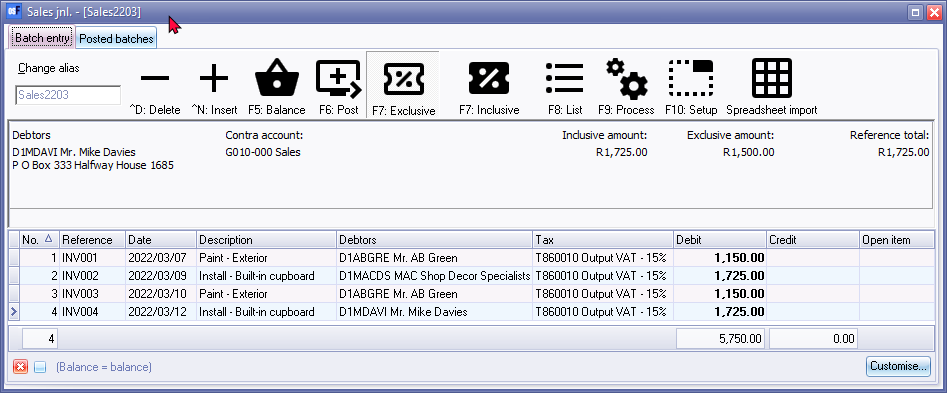 Sales jnl. - [Sales2203]
Batch entry Posted batches
Change alias
Sales2203
^D: Delete ^N: Insert F5: Balance F6: Post F7: Exclusive F7: Inclusive F8: List F9: Process F10: Setup Spreadsheet import
Debtors Contra account: Inclusive amount: Exclusive amount: Reference total:
D1MDAVI Mr. Mike Davies G010-000 Sales R1,725.00 R1,500.00 R1,725.00
P O Box 333 Halfway House 1685
No. Reference Date Description Debtors Tax Debit Credit Open item
1 INV001 2022/03/07 Paint - Exterior D1ABGRE Mr. AB Green T860010 Output VAT - 15% 1,150.00
2 INV002 2022/03/09 Install - Built-in cupboard D1MACDS MAC Shop Decor Specialists T860010 Output VAT - 15% 1,725.00
3 INV003 2022/03/10 Paint - Exterior D1ABGRE Mr. AB Green T860010 Output VAT - 15% 1,150.00
4 INV004 2022/03/12 Install - Built-in cupboard D1MDAVI Mr. Mike Davies T860010 Output VAT - 15% 1,725.00
4 5,750.00 0.00
(Balance = balance) Customise...